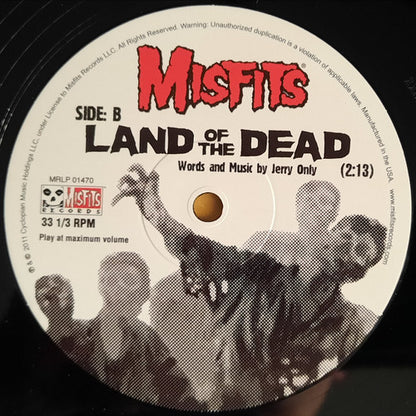 MISFITS®
SIDE: B
LAND OF THE DEAD
Words and Music by Jerry Only (2:13)
MRLP 01470
MISFITS
RECORDS
33 1/3 RPM
Play at maximum volume
℗ & © 2011 Cyclopian Music Holdings LLC, under License to Misfits Records LLC. All Rights Reserved. Warning: Unauthorized duplication is a violation of applicable laws. Manufactured in the USA. www.misfitsrecords.com